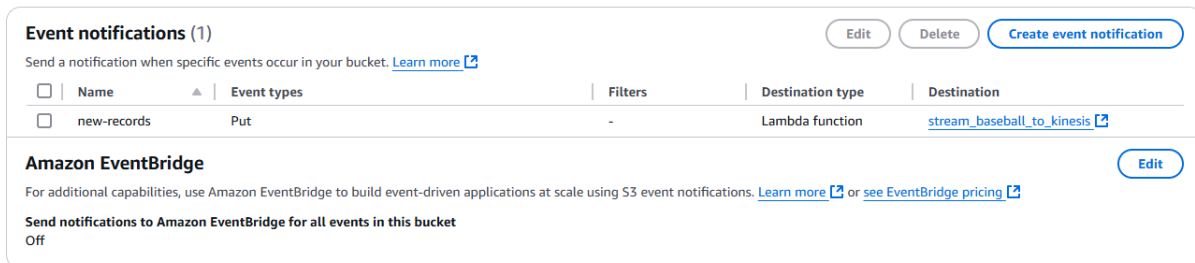 Event notifications (1)
Edit
Delete
Create event notification
Send a notification when specific events occur in your bucket. Learn more
Name Event types Filters Destination type Destination
new-records Put - Lambda function stream_baseball_to_kinesis
Amazon EventBridge
Edit
For additional capabilities, use Amazon EventBridge to build event-driven applications at scale using S3 event notifications. Learn more or see EventBridge pricing
Send notifications to Amazon EventBridge for all events in this bucket
Off